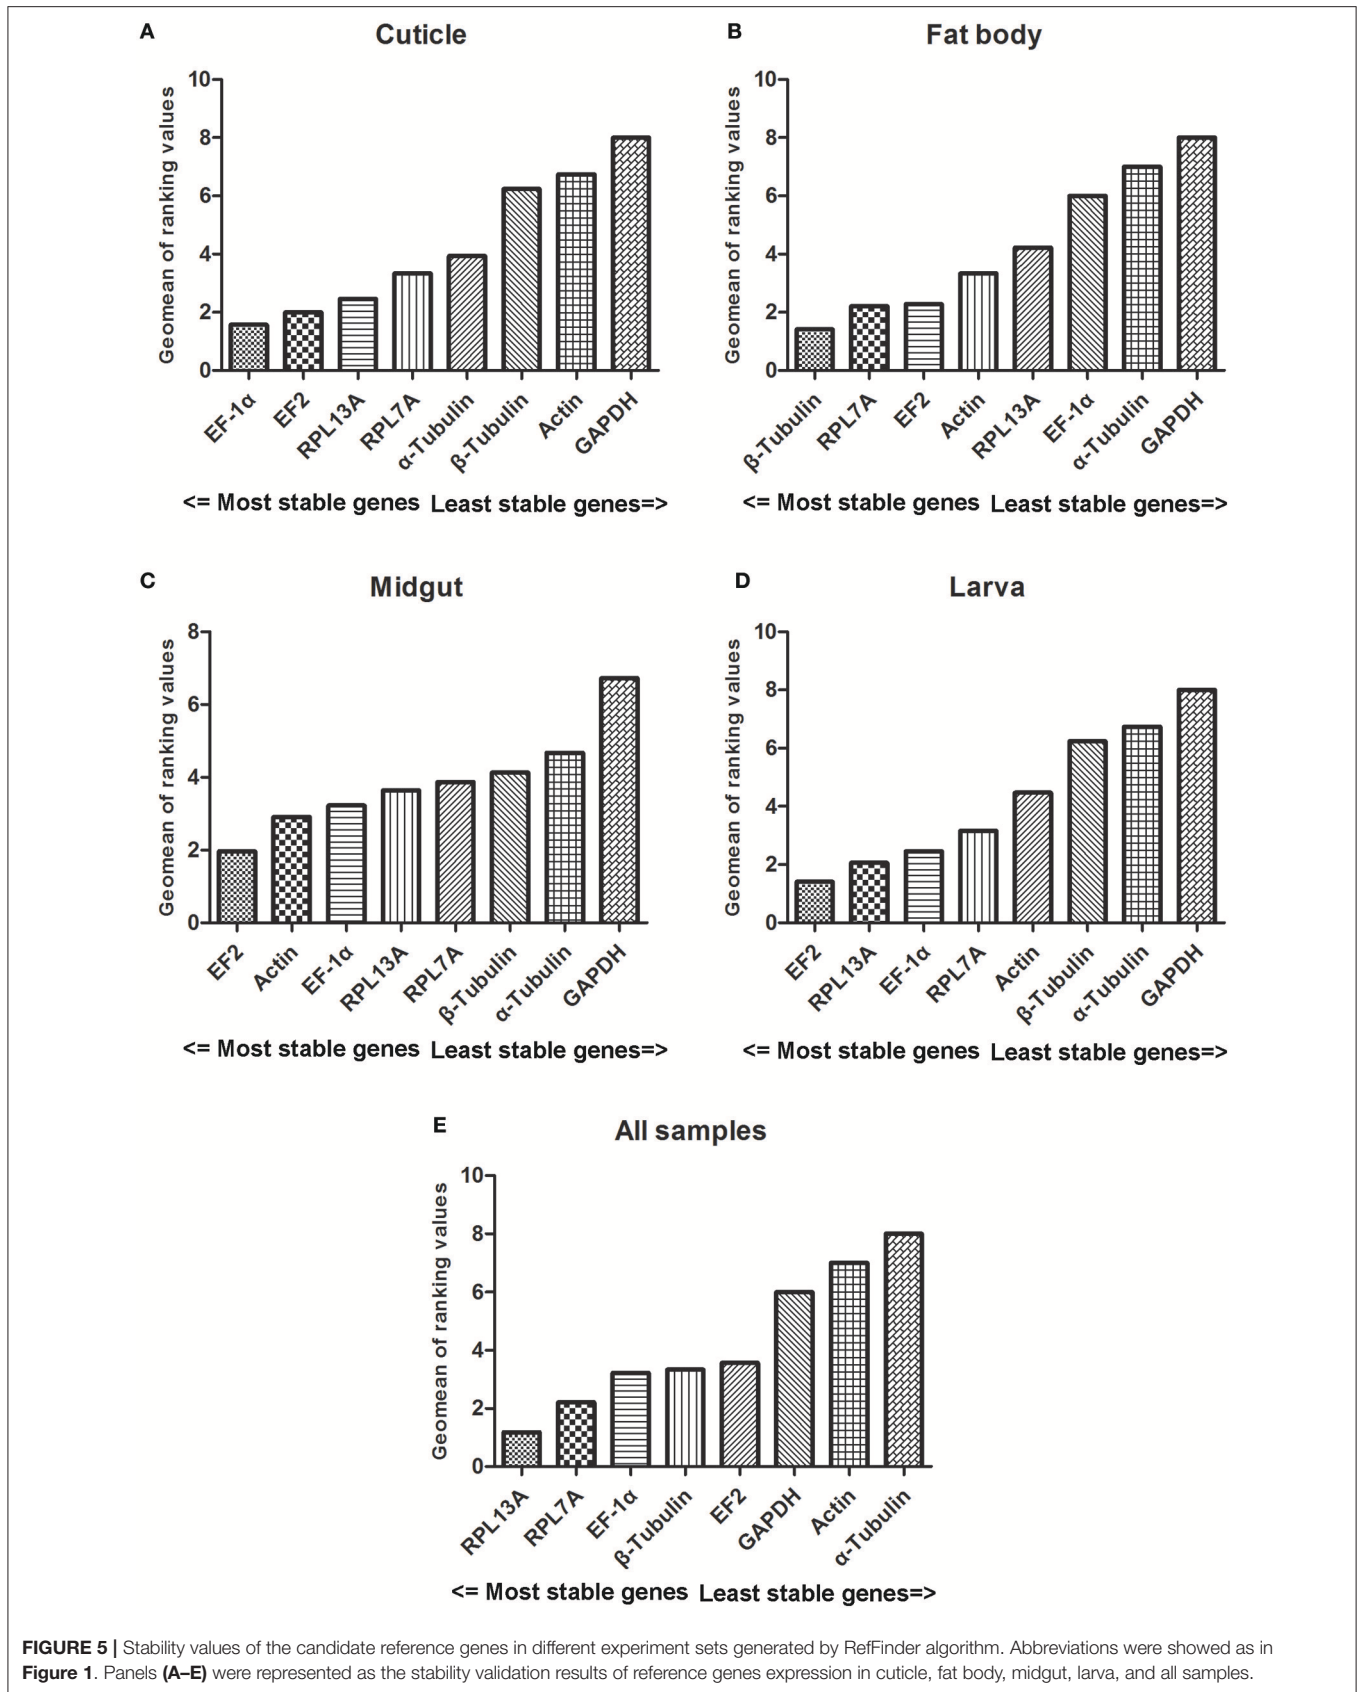 A
Cuticle
Geomean of ranking values
10
8
6
4
2
0
EF-1α
EF2
RPL13A
RPL7A
α-Tubulin
β-Tubulin
Actin
GAPDH
<= Most stable genes Least stable genes=>
B
Fat body
Geomean of ranking values
10
8
6
4
2
0
β-Tubulin
RPL7A
EF2
Actin
RPL13A
EF-1α
α-Tubulin
GAPDH
<= Most stable genes Least stable genes=>
C
Midgut
Geomean of ranking values
8
6
4
2
0
EF2
Actin
EF-1α
RPL13A
RPL7A
β-Tubulin
α-Tubulin
GAPDH
<= Most stable genes Least stable genes=>
D
Larva
Geomean of ranking values
10
8
6
4
2
0
EF2
RPL13A
EF-1α
RPL7A
Actin
β-Tubulin
α-Tubulin
GAPDH
<= Most stable genes Least stable genes=>
E
All samples
Geomean of ranking values
10
8
6
4
2
0
RPL13A
RPL7A
EF-1α
β-Tubulin
EF2
GAPDH
Actin
α-Tubulin
<= Most stable genes Least stable genes=>
FIGURE 5 | Stability values of the candidate reference genes in different experiment sets generated by RefFinder algorithm. Abbreviations were showed as in
Figure 1. Panels (A–E) were represented as the stability validation results of reference genes expression in cuticle, fat body, midgut, larva, and all samples.